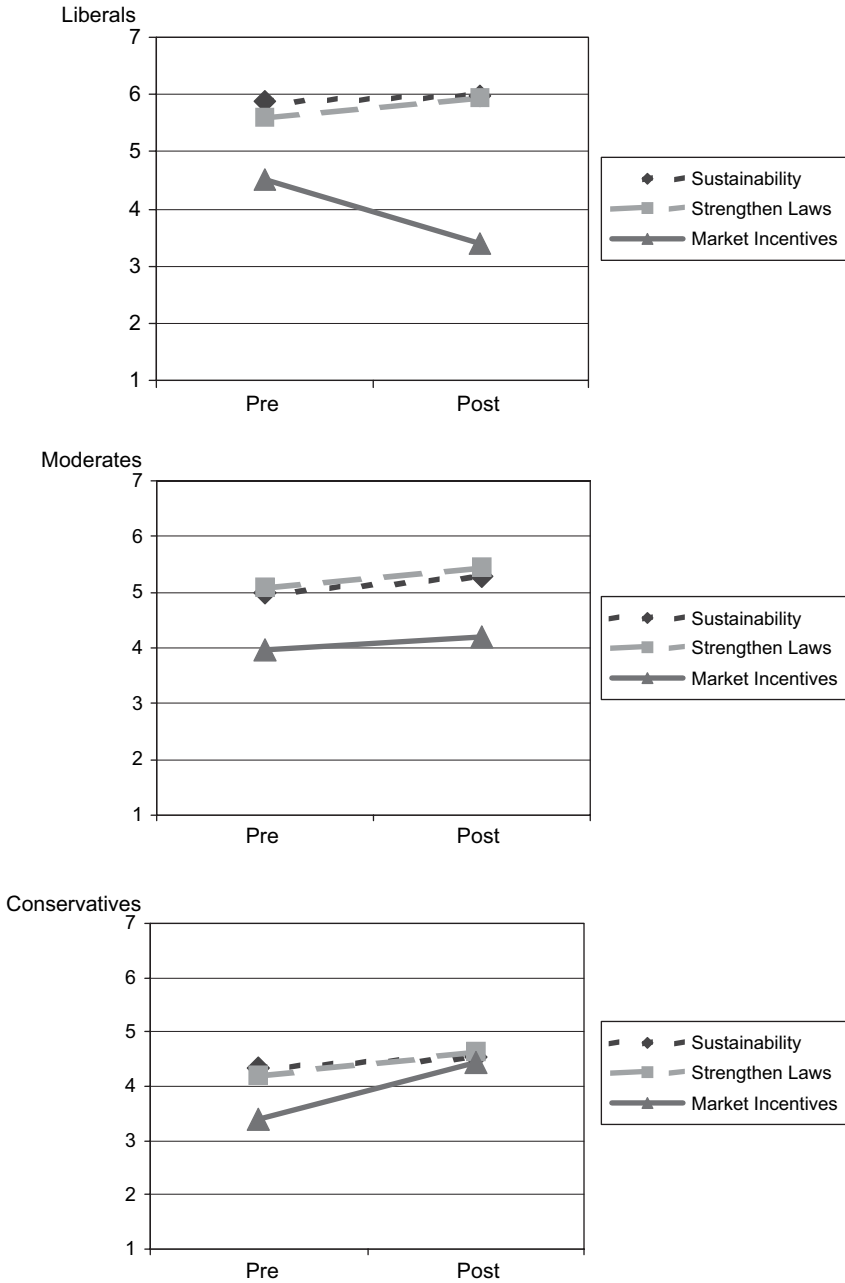 Liberals
7
6
5
4
3
2
1
Pre Post
Sustainability
Strengthen Laws
Market Incentives
Moderates
7
6
5
4
3
2
1
Pre Post
Sustainability
Strengthen Laws
Market Incentives
Conservatives
7
6
5
4
3
2
1
Pre Post
Sustainability
Strengthen Laws
Market Incentives